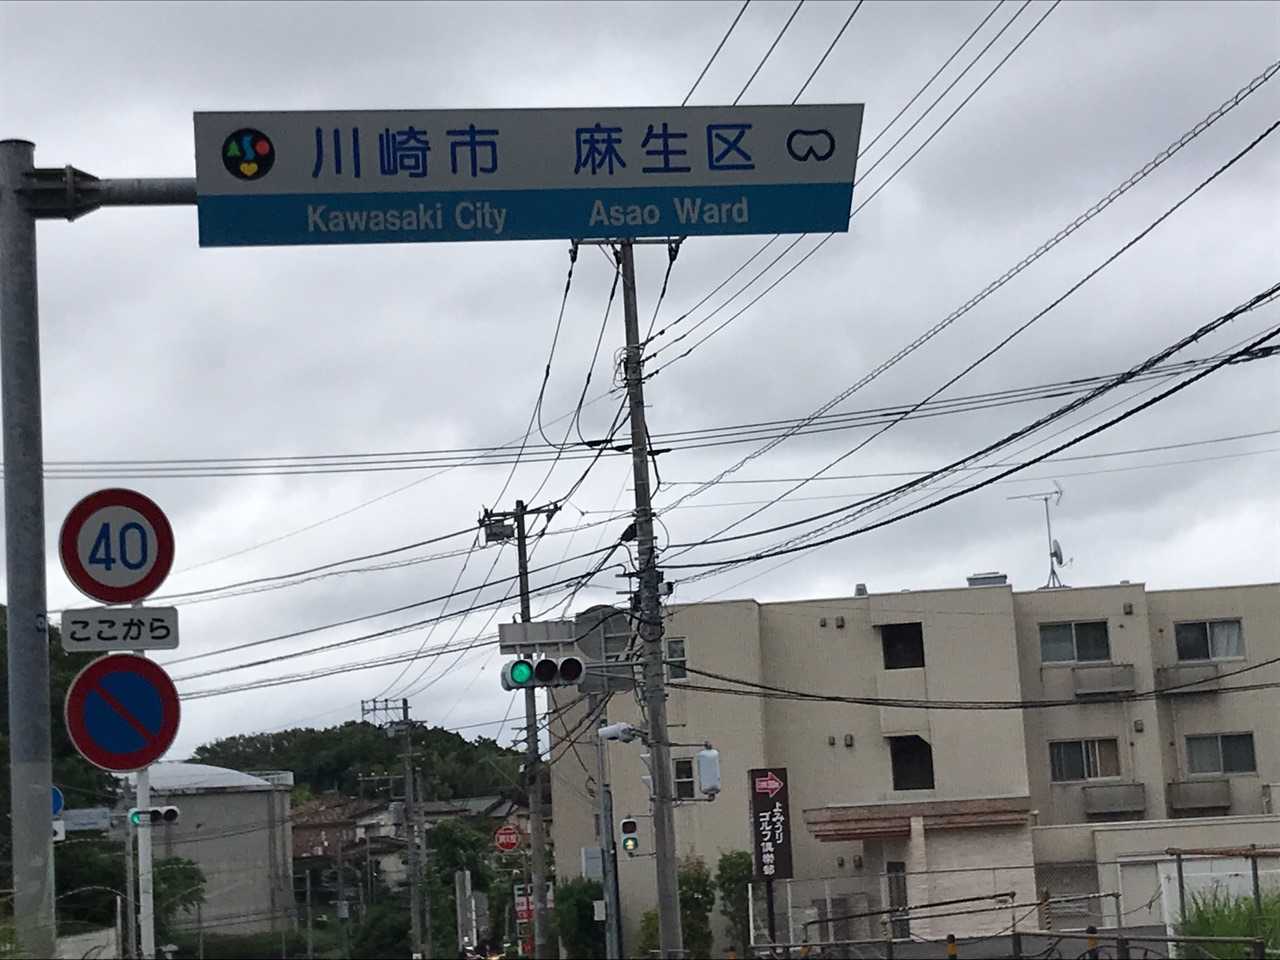 川崎市 麻生区
Kawasaki City Asao Ward
40
ここから
よみうり
ゴルフ倶楽部